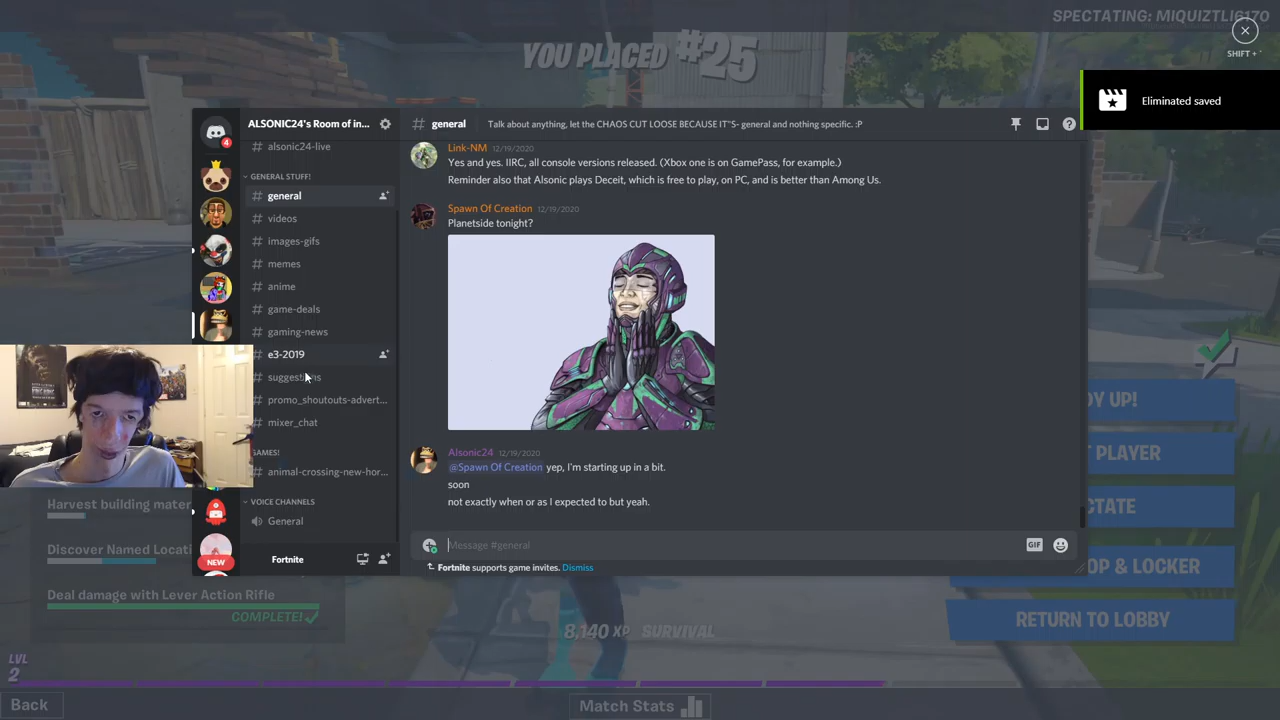 SPECTATING: MIQUIZTLI6170
YOU PLACED #25
SHIFT + `
Eliminated saved
ALSONIC24's Room of in...
# general
Talk about anything, let the CHAOS CUT LOOSE BECAUSE IT"S- general and nothing specific. :P
4
# alsonic24-live
GENERAL STUFF!
# general
# videos
# images-gifs
# memes
# anime
# game-deals
# gaming-news
# e3-2019
# suggestions
# promo_shoutouts-advert...
# mixer_chat
GAMES!
# animal-crossing-new-hor...
VOICE CHANNELS
General
NEW
Fortnite
Link-NM 12/19/2020
Yes and yes. IIRC, all console versions released. (Xbox one is on GamePass, for example.)
Reminder also that Alsonic plays Deceit, which is free to play, on PC, and is better than Among Us.
Spawn Of Creation 12/19/2020
Planetside tonight?
Alsonic24 12/19/2020
@Spawn Of Creation yep, I'm starting up in a bit.
soon
not exactly when or as I expected to but yeah.
Message #general
GIF
Fortnite supports game invites. Dismiss
DY UP!
PLAYER
CTATE
OP & LOCKER
RETURN TO LOBBY
Harvest building mater
Discover Named Locati
Deal damage with Lever Action Rifle
COMPLETE!
8,140 XP SURVIVAL
LVL
2
Back
Match Stats